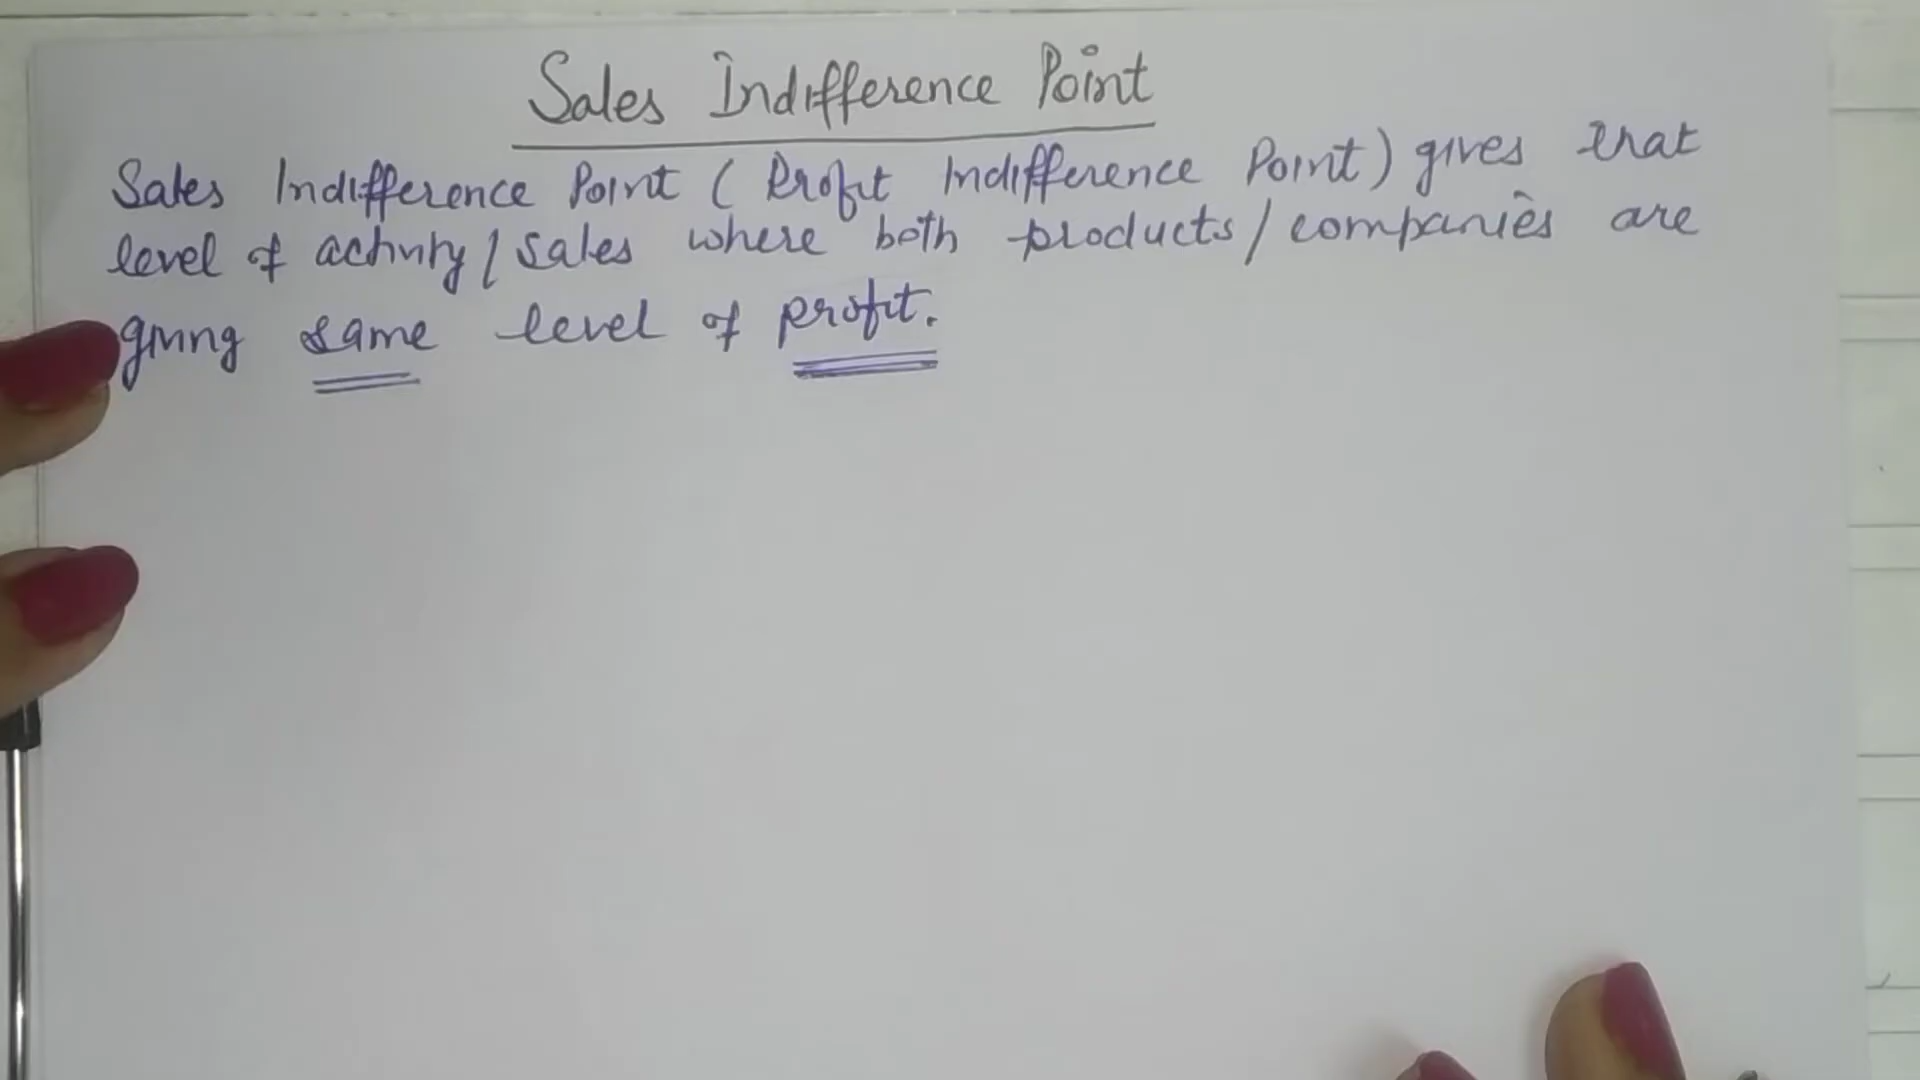 Sales Indifference Point
Sales Indifference Point ( Profit Indifference Point) gives that
level of activity / sales where both products / companies are
giving same level of profit.